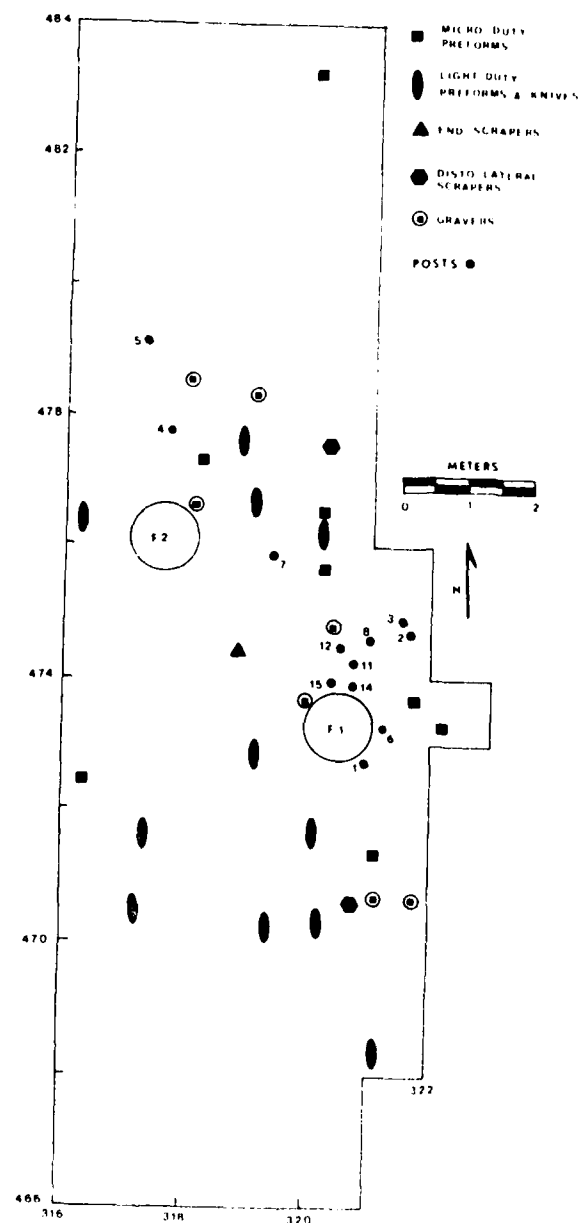 484
MICRO DUTY
PREFORMS
LIGHT DUTY
PREFORMS & KNIVES
482
END SCRAPERS
DISTO LATERAL
SCRAPERS
GRAVERS
POSTS
5
478
4
METERS
0 1 2
F 2
7
N
3
8
2
12
11
474
15
14
F 1
6
1
470
322
466
316
318
320